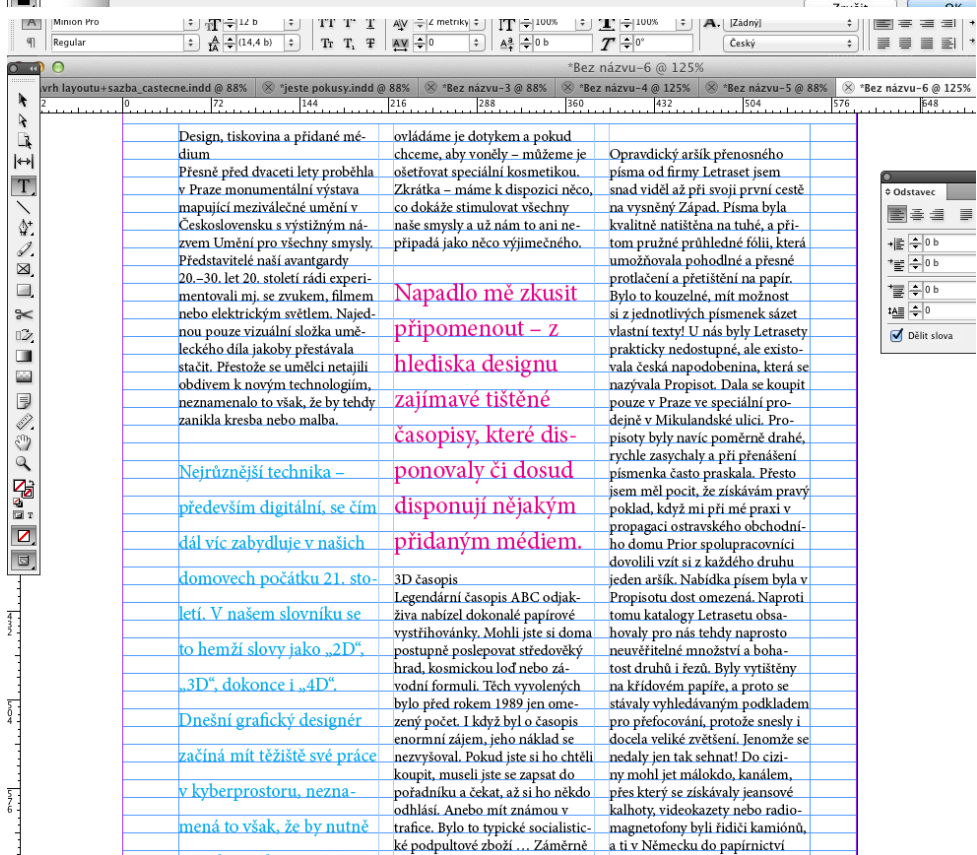 Zrušit
OK
Minion Pro
12 b
TT Tʳ T
2 metriky
100%
100%
A.
[Žádný]
Regular
(14,4 b)
Tr T, Ŧ
0
0 b
0°
Český
*Bez názvu-6 @ 125%
vrh layoutu+sazba_castecne.indd @ 88%
*jeste pokusy.indd @ 88%
*Bez názvu-3 @ 88%
*Bez názvu-4 @ 125%
*Bez názvu-5 @ 88%
*Bez názvu-6 @ 125%
2 0 72 144 216 288 360 432 504 576 648
Design, tiskovina a přidané mé-
dium
Přesně před dvaceti lety proběhla
v Praze monumentální výstava
mapující meziválečné umění v
Československu s výstižným ná-
zvem Umění pro všechny smysly.
Představitelé naší avantgardy
20.–30. let 20. století rádi experi-
mentovali mj. se zvukem, filmem
nebo elektrickým světlem. Najed-
nou pouze vizuální složka umě-
leckého díla jakoby přestávala
stačit. Přestože se umělci netajili
obdivem k novým technologiím,
neznamenalo to však, že by tehdy
zanikla kresba nebo malba.
Nejrůznější technika –
především digitální, se čím
dál víc zabydluje v našich
domovech počátku 21. sto-
letí. V našem slovníku se
to hemží slovy jako „2D“,
„3D“, dokonce i „4D“.
Dnešní grafický designér
začíná mít těžiště své práce
v kyberprostoru, nezna-
mená to však, že by nutně
ovládáme je dotykem a pokud
chceme, aby voněly – můžeme je
ošetřovat speciální kosmetikou.
Zkrátka – máme k dispozici něco,
co dokáže stimulovat všechny
naše smysly a už nám to ani ne-
připadá jako něco výjimečného.
Napadlo mě zkusit
připomenout – z
hlediska designu
zajímavé tištěné
časopisy, které dis-
ponovaly či dosud
disponují nějakým
přidaným médiem.
3D časopis
Legendární časopis ABC odjak-
živa nabízel dokonalé papírové
vystřihovánky. Mohli jste si doma
postupně poslepovat středověký
hrad, kosmickou loď nebo zá-
vodní formuli. Těch vyvolených
bylo před rokem 1989 jen ome-
zený počet. I když byl o časopis
enormní zájem, jeho náklad se
nezvyšoval. Pokud jste si ho chtěli
koupit, museli jste se zapsat do
pořadníku a čekat, až si ho někdo
odhlásí. Anebo mít známou v
trafice. Bylo to typické socialistic-
ké podpultové zboží … Záměrně
Opravdický aršík přenosného
písma od firmy Letraset jsem
snad viděl až při svoji první cestě
na vysněný Západ. Písma byla
kvalitně natištěna na tuhé, a při-
tom pružné průhledné fólii, která
umožňovala pohodlné a přesné
protlačení a přetištění na papír.
Bylo to kouzelné, mít možnost
si z jednotlivých písmenek sázet
vlastní texty! U nás byly Letrasety
prakticky nedostupné, ale existo-
vala česká napodobenina, která se
nazývala Propisot. Dala se koupit
pouze v Praze ve speciální pro-
dejně v Mikulandské ulici. Pro-
pisoty byly navíc poměrně drahé,
rychle zasychaly a při přenášení
písmenka často praskala. Přesto
jsem měl pocit, že získávám pravý
poklad, když mi při mé praxi v
propagaci ostravského obchodní-
ho domu Prior spolupracovníci
dovolili vzít si z každého druhu
jeden aršík. Nabídka písem byla v
Propisotu dost omezená. Naproti
tomu katalogy Letrasetu obsa-
hovaly pro nás tehdy naprosto
neuvěřitelné množství a boha-
tost druhů i řezů. Byly vytištěny
na křídovém papíře, a proto se
stávaly vyhledávaným podkladem
pro přefocování, protože snesly i
docela veliké zvětšení. Jenomže se
nedaly jen tak sehnat! Do cizi-
ny mohl jet málokdo, kanálem,
přes který se získávaly jeansové
kalhoty, videokazety nebo radio-
magnetofony byli řidiči kamiónů,
a ti v Německu do papírnictví
Odstavec
0 b
0 b
0 b
0
Dělit slova
432
504
576